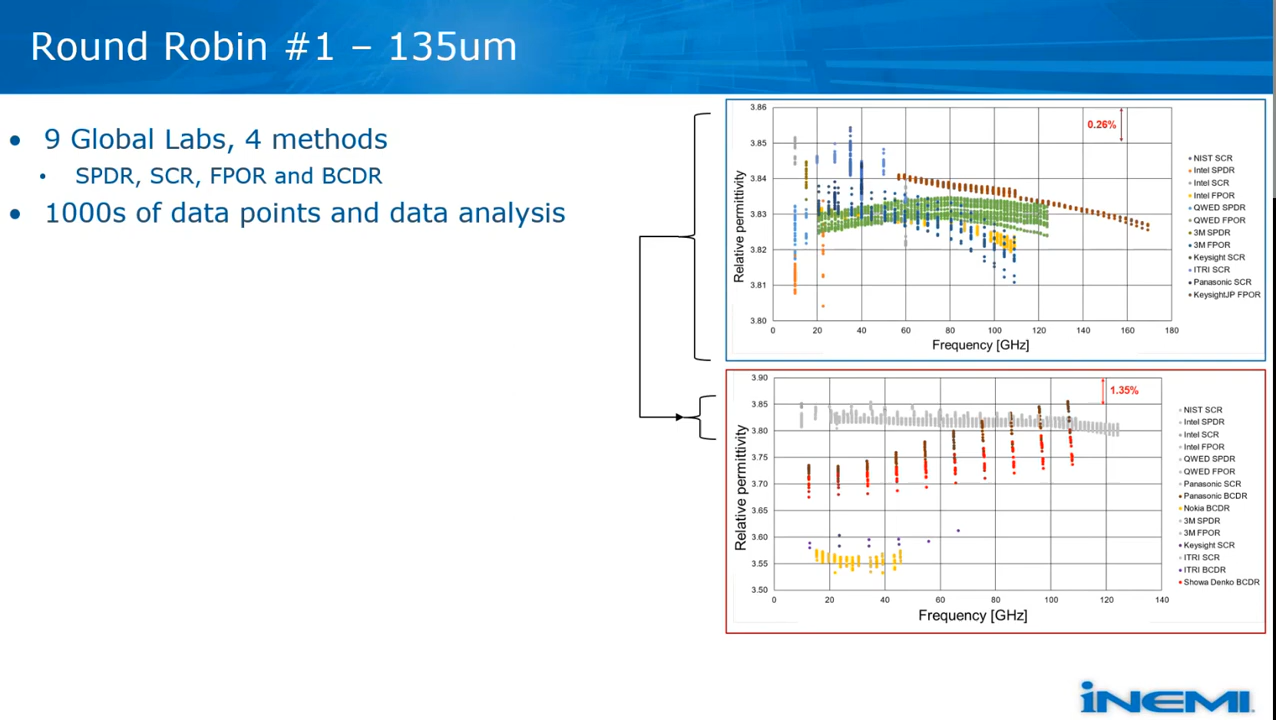 Round Robin #1 – 135um
• 9 Global Labs, 4 methods
• SPDR, SCR, FPOR and BCDR
• 1000s of data points and data analysis
3.86
3.85
3.84
3.83
3.82
3.81
3.80
Relative permittivity
0.26%
0 20 40 60 80 100 120 140 160 180
Frequency [GHz]
NIST SCR
Intel SPDR
Intel SCR
Intel FPOR
QWED SPDR
QWED FPOR
3M SPDR
3M FPOR
Keysight SCR
ITRI SCR
Panasonic SCR
KeysightJP FPOR
3.90
3.85
3.80
3.75
3.70
3.65
3.60
3.55
3.50
Relative permittivity
1.35%
0 20 40 60 80 100 120 140
Frequency [GHz]
NIST SCR
Intel SPDR
Intel SCR
Intel FPOR
QWED SPDR
QWED FPOR
Panasonic SCR
Panasonic BCDR
Nokia BCDR
3M SPDR
3M FPOR
Keysight SCR
ITRI SCR
ITRI BCDR
Showa Denko BCDR
iNEMI